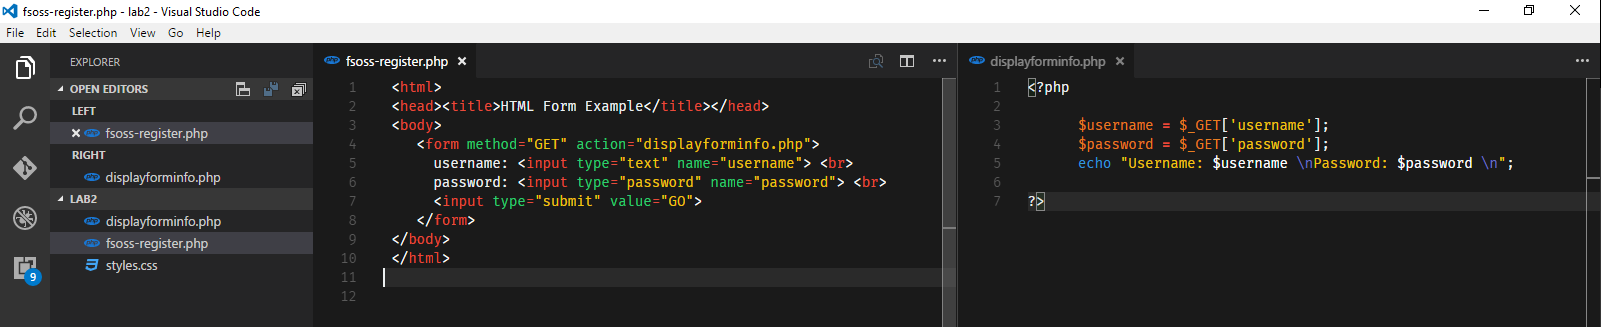 fsoss-register.php - lab2 - Visual Studio Code
File Edit Selection View Go Help
EXPLORER
OPEN EDITORS
LEFT
fsoss-register.php
RIGHT
displayforminfo.php
LAB2
displayforminfo.php
fsoss-register.php
styles.css
9
fsoss-register.php
1 <html>
2 <head><title>HTML Form Example</title></head>
3 <body>
4 <form method="GET" action="displayforminfo.php">
5 username: <input type="text" name="username"> <br>
6 password: <input type="password" name="password"> <br>
7 <input type="submit" value="GO">
8 </form>
9 </body>
10 </html>
11
12
displayforminfo.php
1 <?php
2
3 $username = $_GET['username'];
4 $password = $_GET['password'];
5 echo "Username: $username \nPassword: $password \n";
6
7 ?>